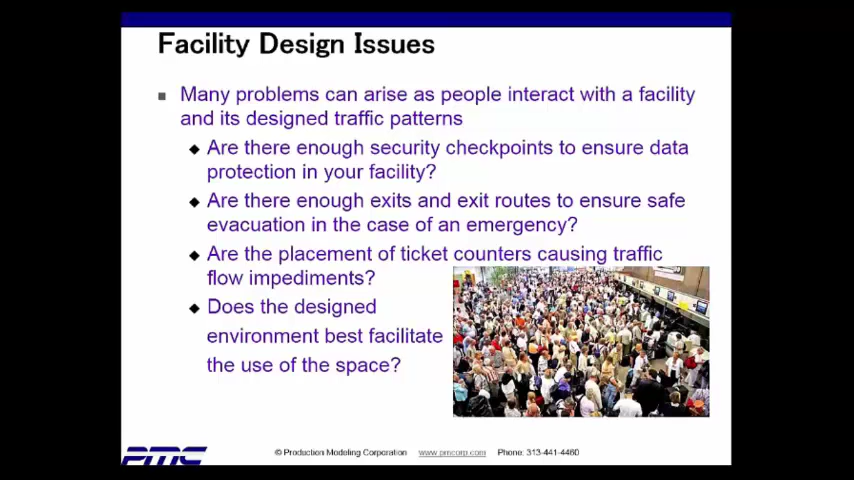 Facility Design Issues
Many problems can arise as people interact with a facility
and its designed traffic patterns
Are there enough security checkpoints to ensure data
protection in your facility?
Are there enough exits and exit routes to ensure safe
evacuation in the case of an emergency?
Are the placement of ticket counters causing traffic
flow impediments?
Does the designed
environment best facilitate
the use of the space?
PMC
© Production Modeling Corporation www.pmcorp.com Phone: 313-441-4460